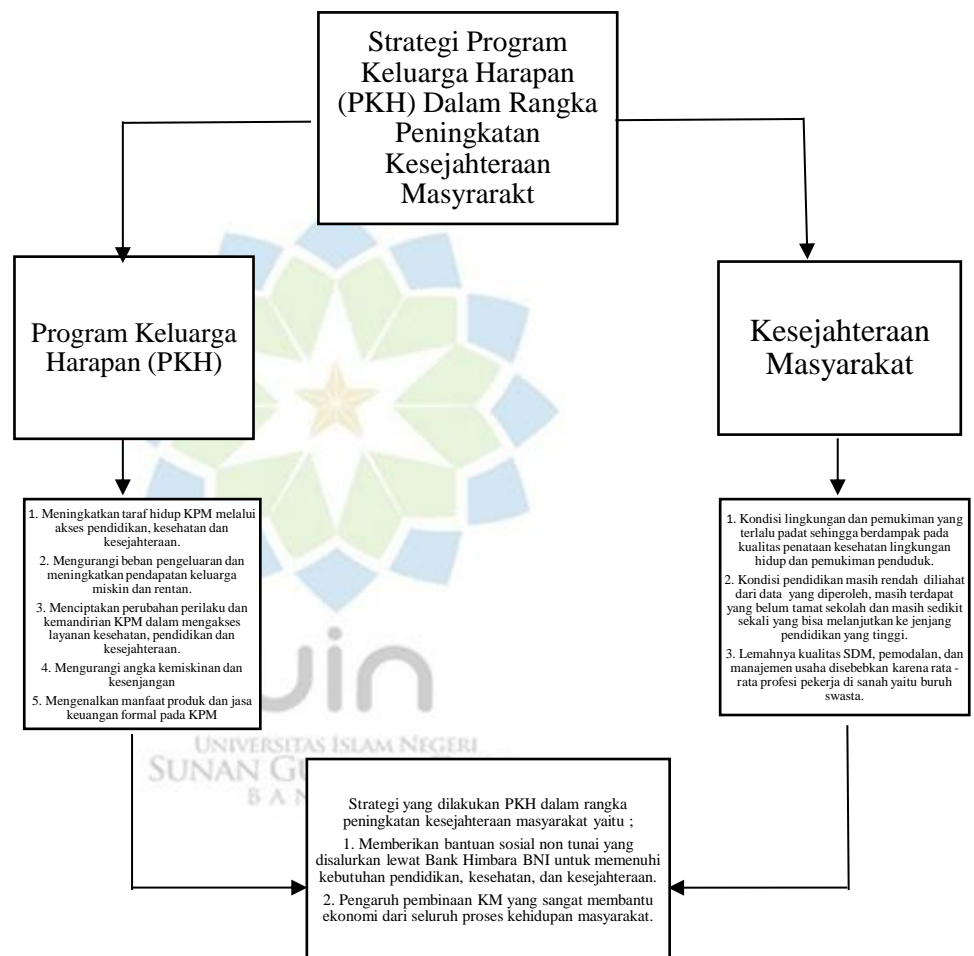 Strategi Program
Keluarga Harapan
(PKH) Dalam Rangka
Peningkatan
Kesejahteraan
Masyrarakt
Program Keluarga
Harapan (PKH)
Kesejahteraan
Masyarakat
1. Meningkatkan taraf hidup KPM melalui
akses pendidikan, kesehatan dan
kesejahteraan.
2. Mengurangi beban pengeluaran dan
meningkatkan pendapatan keluarga
miskin dan rentan.
3. Menciptakan perubahan perilaku dan
kemandirian KPM dalam mengakses
layanan kesehatan, pendidikan dan
kesejahteraan.
4. Mengurangi angka kemiskinan dan
kesenjangan
5. Mengenalkan manfaat produk dan jasa
keuangan formal pada KPM
1. Kondisi lingkungan dan pemukiman yang
terlalu padat sehingga berdampak pada
kualitas penataan kesehatan lingkungan
hidup dan pemukiman penduduk.
2. Kondisi pendidikan masih rendah diliahat
dari data yang diperoleh, masih terdapat
yang belum tamat sekolah dan masih sedikit
sekali yang bisa melanjutkan ke jenjang
pendidikan yang tinggi.
3. Lemahnya kualitas SDM, pemodalan, dan
manajemen usaha disebebkan karena rata -
rata profesi pekerja di sanah yaitu buruh
swasta.
uin
UNIVERSITAS ISLAM NEGERI
SUNAN
Strategi yang dilakukan PKH dalam rangka
peningkatan kesejahteraan masyarakat yaitu ;
1. Memberikan bantuan sosial non tunai yang
disalurkan lewat Bank Himbara BNI untuk memenuhi
kebutuhan pendidikan, kesehatan, dan kesejahteraan.
2. Pengaruh pembinaan KM yang sangat membantu
ekonomi dari seluruh proses kehidupan masyarakat.